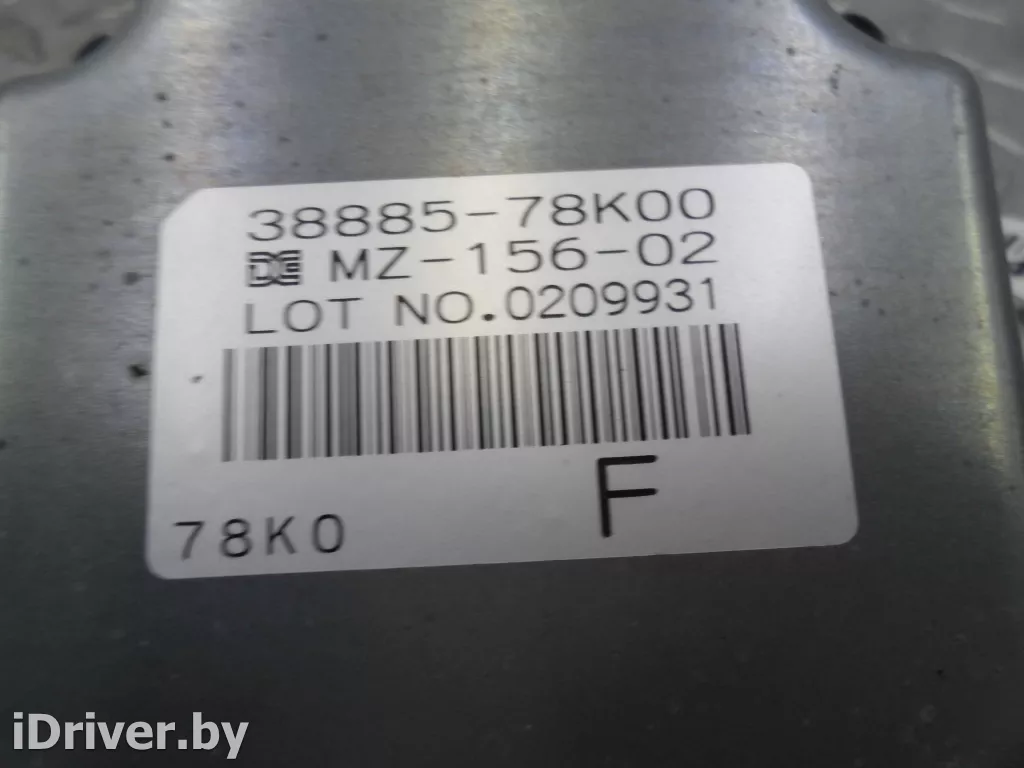 38885-78K00
MZ-156-02
LOT NO.0209931
F
78K0
iDriver.by